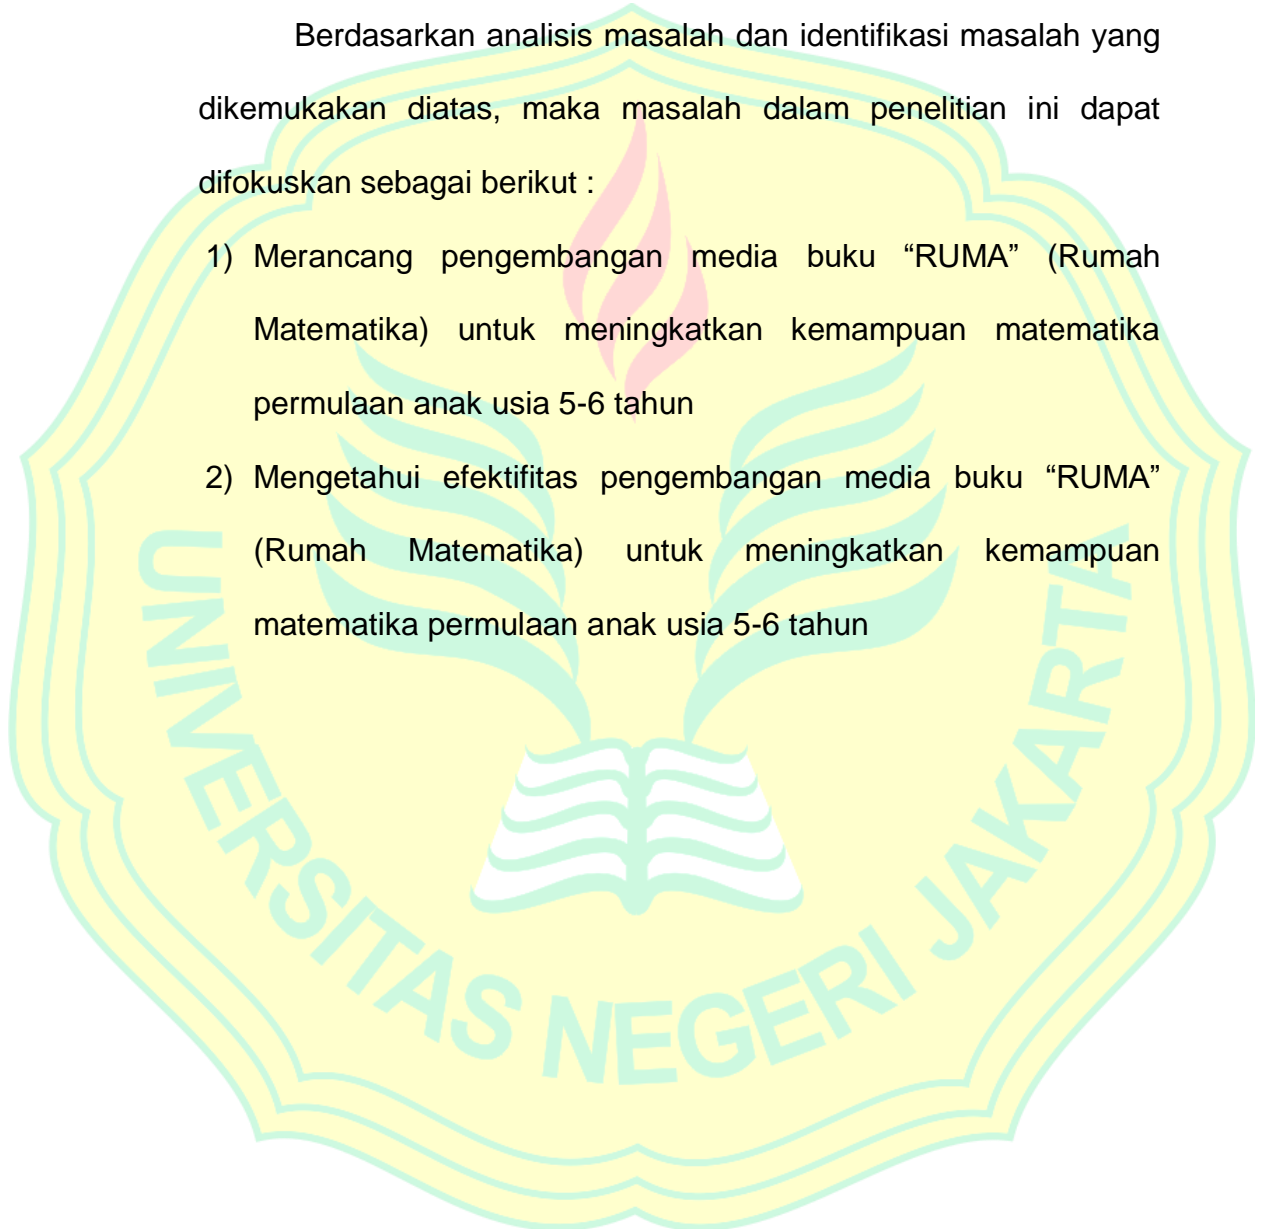 Berdasarkan analisis masalah dan identifikasi masalah yang
dikemukakan diatas, maka masalah dalam penelitian ini dapat
difokuskan sebagai berikut :
1) Merancang pengembangan media buku “RUMA” (Rumah
Matematika) untuk meningkatkan kemampuan matematika
permulaan anak usia 5-6 tahun
2) Mengetahui efektifitas pengembangan media buku “RUMA”
(Rumah Matematika) untuk meningkatkan kemampuan
matematika permulaan anak usia 5-6 tahun
UNIVERSITAS NEGERI JAKARTA